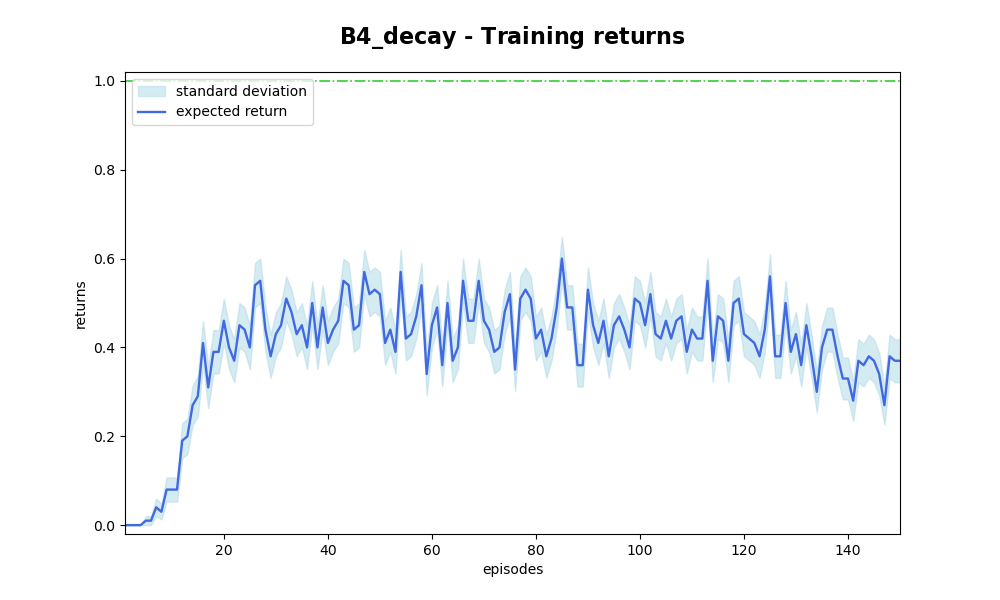 B4_decay - Training returns
standard deviation
expected return
1.0
0.8
0.6
0.4
0.2
0.0
returns
20
40
60
80
100
120
140
episodes